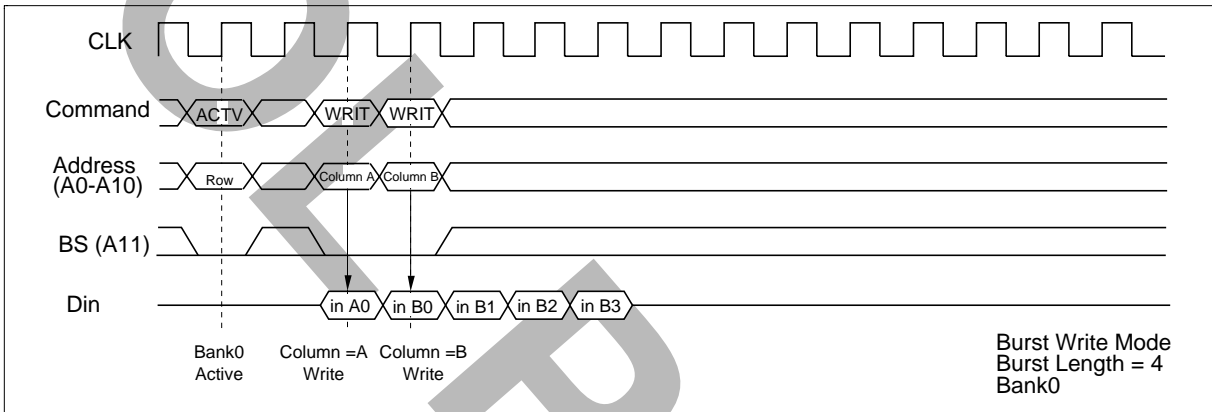 CLK
Command
ACTV
WRIT
WRIT
Address
(A0-A10)
Row
Column A
Column B
BS (A11)
Din
in A0
in B0
in B1
in B2
in B3
Bank0
Active
Column =A
Write
Column =B
Write
Burst Write Mode
Burst Length = 4
Bank0